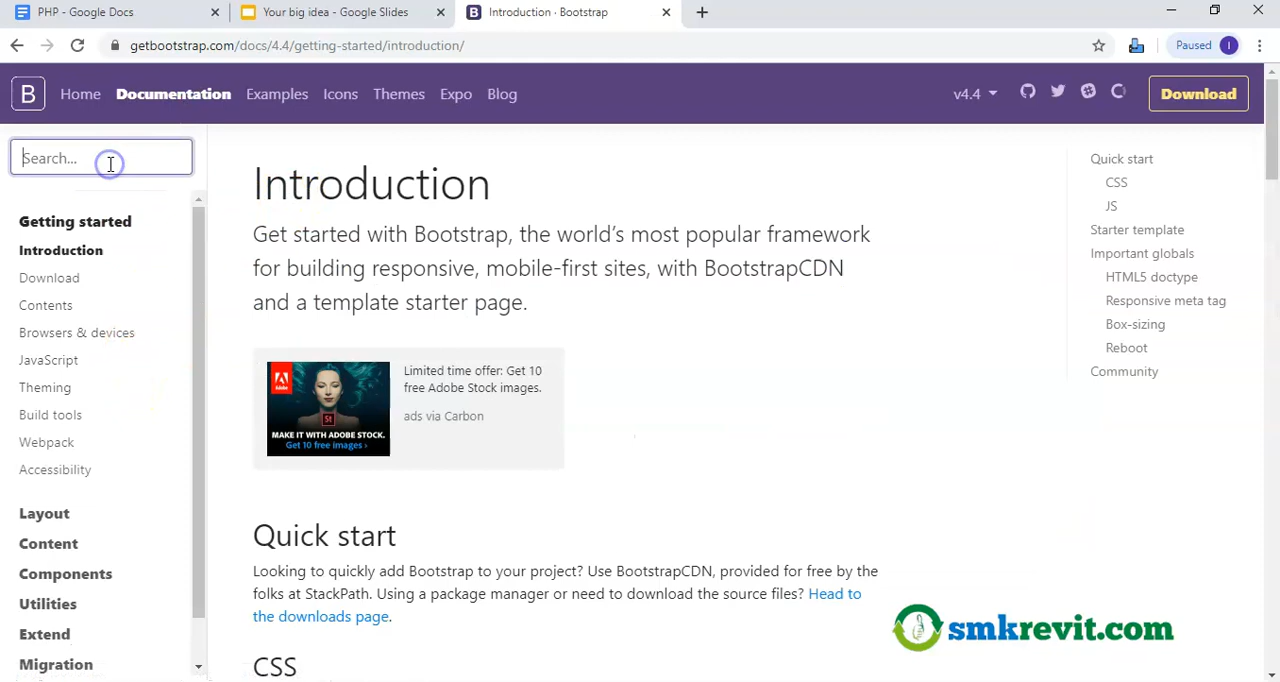 PHP - Google Docs
Your big idea - Google Slides
Introduction · Bootstrap
getbootstrap.com/docs/4.4/getting-started/introduction/
Paused
I
B
Home
Documentation
Examples
Icons
Themes
Expo
Blog
v4.4
Download
Search...
Getting started
Introduction
Download
Contents
Browsers & devices
JavaScript
Theming
Build tools
Webpack
Accessibility
Layout
Content
Components
Utilities
Extend
Migration
Introduction
Get started with Bootstrap, the world's most popular framework
for building responsive, mobile-first sites, with BootstrapCDN
and a template starter page.
MAKE IT WITH ADOBE STOCK.
Get 10 free images ›
St
Limited time offer: Get 10
free Adobe Stock images.
ads via Carbon
Quick start
Looking to quickly add Bootstrap to your project? Use BootstrapCDN, provided for free by the
folks at StackPath. Using a package manager or need to download the source files? Head to
the downloads page.
CSS
Quick start
CSS
JS
Starter template
Important globals
HTML5 doctype
Responsive meta tag
Box-sizing
Reboot
Community
smkrevit.com